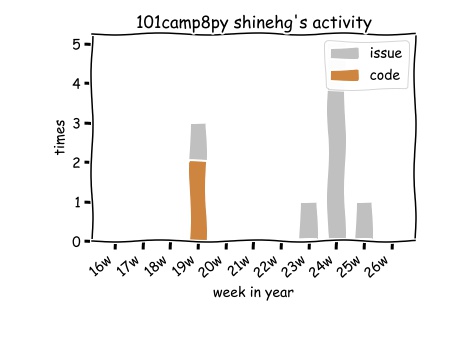 101camp8py shinehg's activity
issue
code
5
4
3
2
1
0
times
16w 17w 18w 19w 20w 21w 22w 23w 24w 25w 26w
week in year